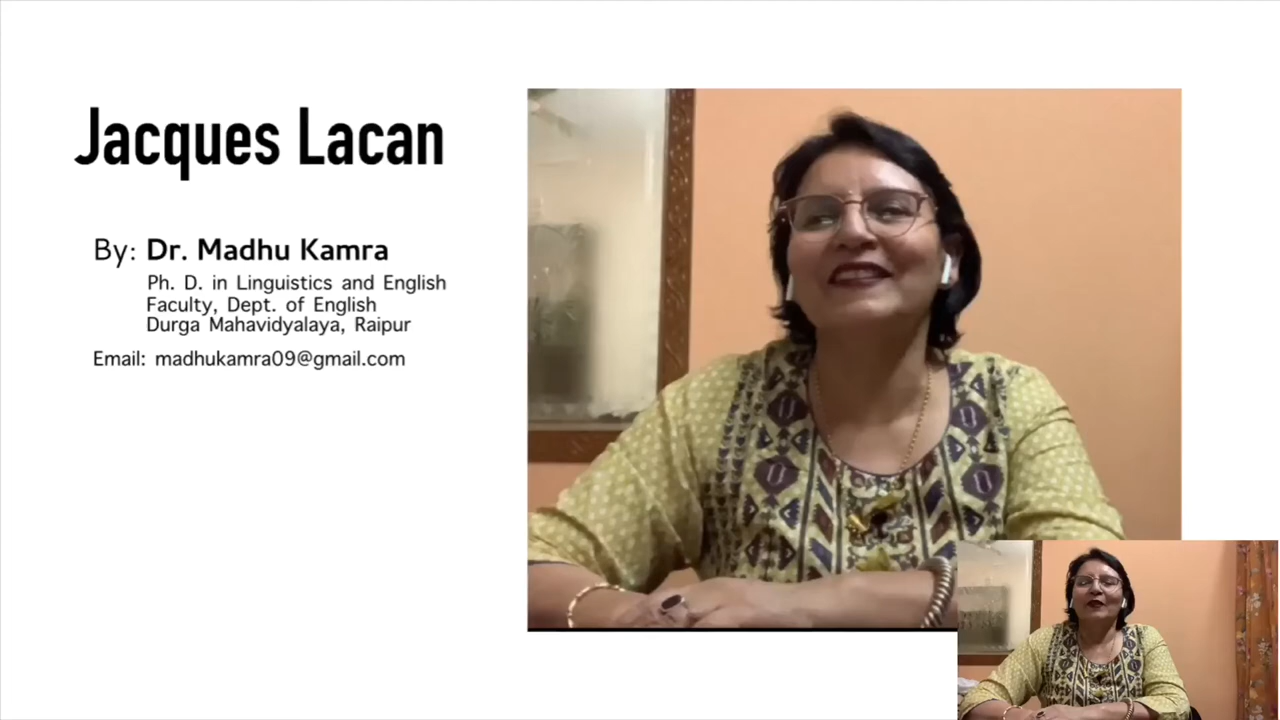 Jacques Lacan
By: Dr. Madhu Kamra
Ph. D. in Linguistics and English
Faculty, Dept. of English
Durga Mahavidyalaya, Raipur
Email: madhukamra09@gmail.com